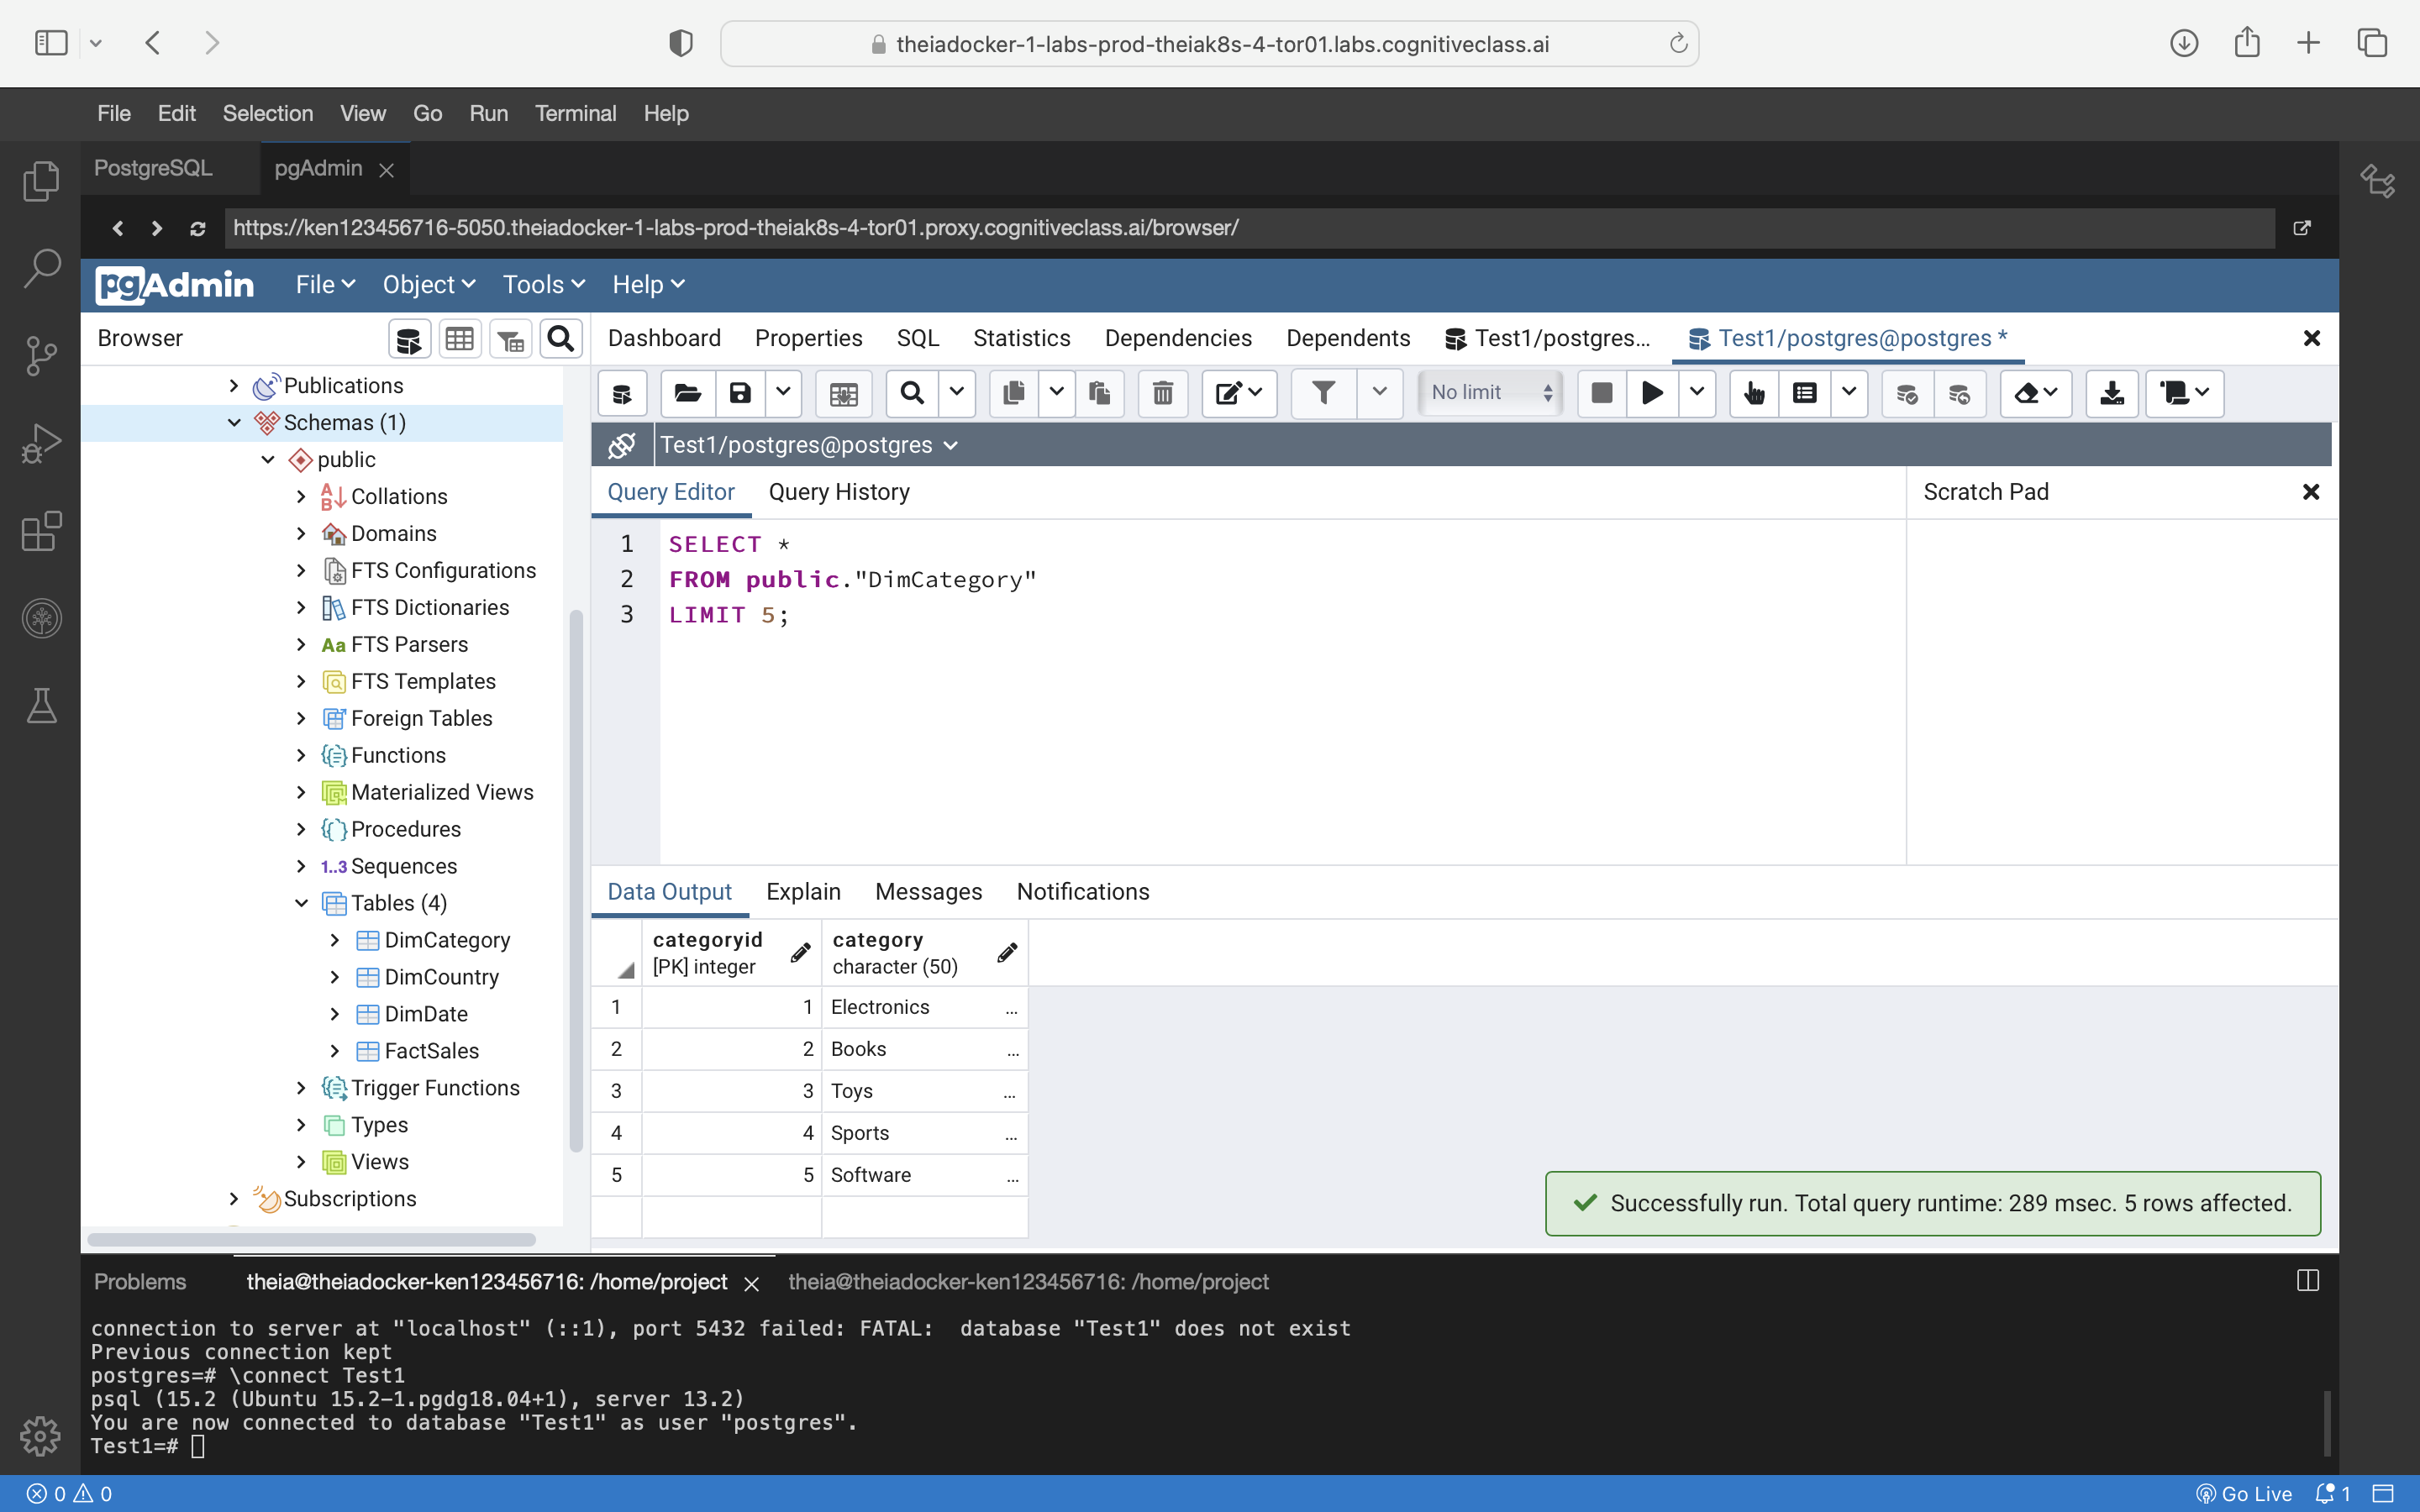 theiadocker-1-labs-prod-theiak8s-4-tor01.labs.cognitiveclass.ai
File Edit Selection View Go Run Terminal Help
PostgreSQL pgAdmin
https://ken123456716-5050.theiadocker-1-labs-prod-theiak8s-4-tor01.proxy.cognitiveclass.ai/browser/
pgAdmin File Object Tools Help
Browser
Dashboard Properties SQL Statistics Dependencies Dependents Test1/postgres... Test1/postgres@postgres *
No limit
Test1/postgres@postgres
Query Editor Query History
Scratch Pad
Publications
Schemas (1)
public
Collations
Domains
FTS Configurations
FTS Dictionaries
Aa FTS Parsers
FTS Templates
Foreign Tables
Functions
Materialized Views
Procedures
1..3 Sequences
Tables (4)
DimCategory
DimCountry
DimDate
FactSales
Trigger Functions
Types
Views
Subscriptions
1 SELECT *
2 FROM public."DimCategory"
3 LIMIT 5;
Data Output Explain Messages Notifications
categoryid category
[PK] integer character (50)
1 1 Electronics ...
2 2 Books ...
3 3 Toys ...
4 4 Sports ...
5 5 Software ...
Successfully run. Total query runtime: 289 msec. 5 rows affected.
Problems theia@theiadocker-ken123456716: /home/project theia@theiadocker-ken123456716: /home/project
connection to server at "localhost" (::1), port 5432 failed: FATAL:  database "Test1" does not exist
Previous connection kept
postgres=# \connect Test1
psql (15.2 (Ubuntu 15.2-1.pgdg18.04+1), server 13.2)
You are now connected to database "Test1" as user "postgres".
Test1=#
0 0 Go Live 1